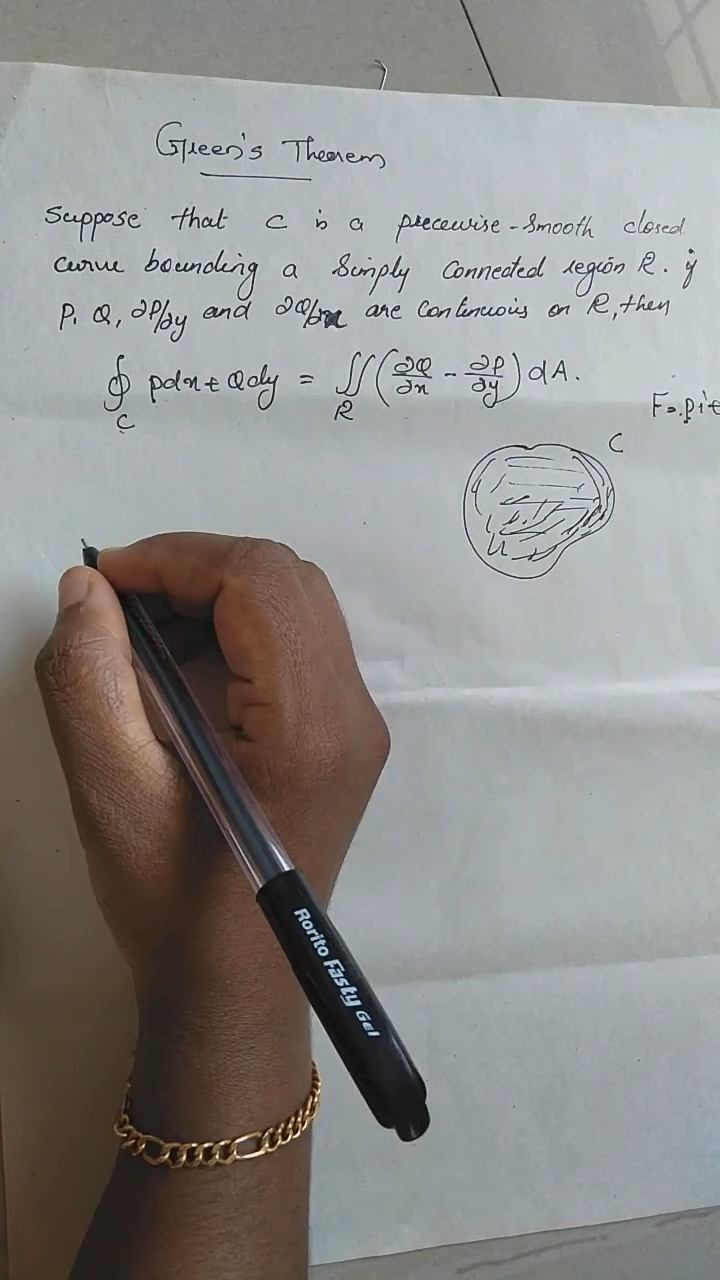 Green's Theorem
Suppose that C is a piecewise-smooth closed
curve bounding a simply connected region R. if
P, Q, ∂P/∂y and ∂Q/∂x are continuous on R, then
∮ Pdx + Qdy = ∬ (∂Q/∂x - ∂P/∂y) dA.
C R
F = Pi +
C
Rorito Fasty Gel